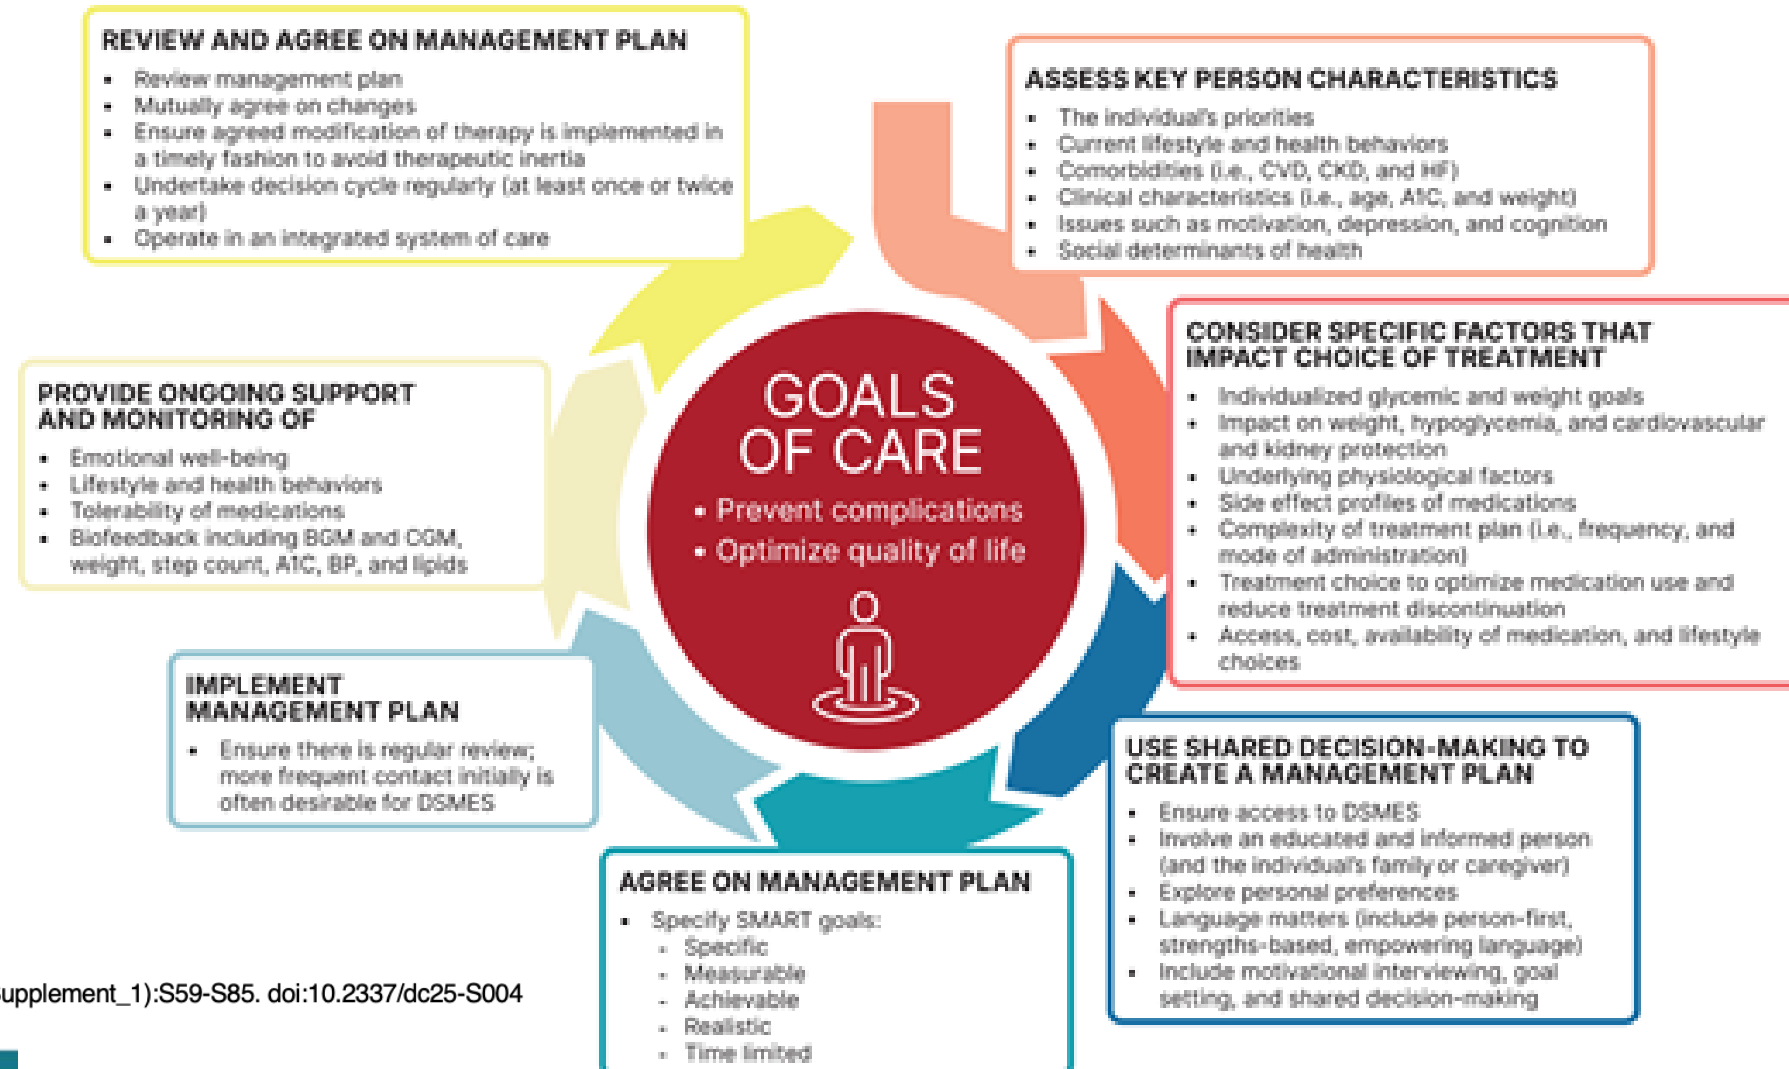 REVIEW AND AGREE ON MANAGEMENT PLAN
• Review management plan
• Mutually agree on changes
• Ensure agreed modification of therapy is implemented in
a timely fashion to avoid therapeutic inertia
• Undertake decision cycle regularly (at least once or twice
a year)
• Operate in an integrated system of care
ASSESS KEY PERSON CHARACTERISTICS
• The individual's priorities
• Current lifestyle and health behaviors
• Comorbidities (i.e., CVD, CKD, and HF)
• Clinical characteristics (i.e., age, A1C, and weight)
• Issues such as motivation, depression, and cognition
• Social determinants of health
CONSIDER SPECIFIC FACTORS THAT
IMPACT CHOICE OF TREATMENT
• Individualized glycemic and weight goals
• Impact on weight, hypoglycemia, and cardiovascular
and kidney protection
• Underlying physiological factors
• Side effect profiles of medications
• Complexity of treatment plan (i.e., frequency, and
mode of administration)
• Treatment choice to optimize medication use and
reduce treatment discontinuation
• Access, cost, availability of medication, and lifestyle
choices
USE SHARED DECISION-MAKING TO
CREATE A MANAGEMENT PLAN
• Ensure access to DSMES
• Involve an educated and informed person
(and the individual's family or caregiver)
• Explore personal preferences
• Language matters (include person-first,
strengths-based, empowering language)
• Include motivational interviewing, goal
setting, and shared decision-making
AGREE ON MANAGEMENT PLAN
• Specify SMART goals:
- Specific
- Measurable
- Achievable
- Realistic
- Time limited
IMPLEMENT
MANAGEMENT PLAN
• Ensure there is regular review;
more frequent contact initially is
often desirable for DSMES
PROVIDE ONGOING SUPPORT
AND MONITORING OF
• Emotional well-being
• Lifestyle and health behaviors
• Tolerability of medications
• Biofeedback including BGM and CGM,
weight, step count, A1C, BP, and lipids
GOALS
OF CARE
• Prevent complications
• Optimize quality of life
upplement_1):S59-S85. doi:10.2337/dc25-S004